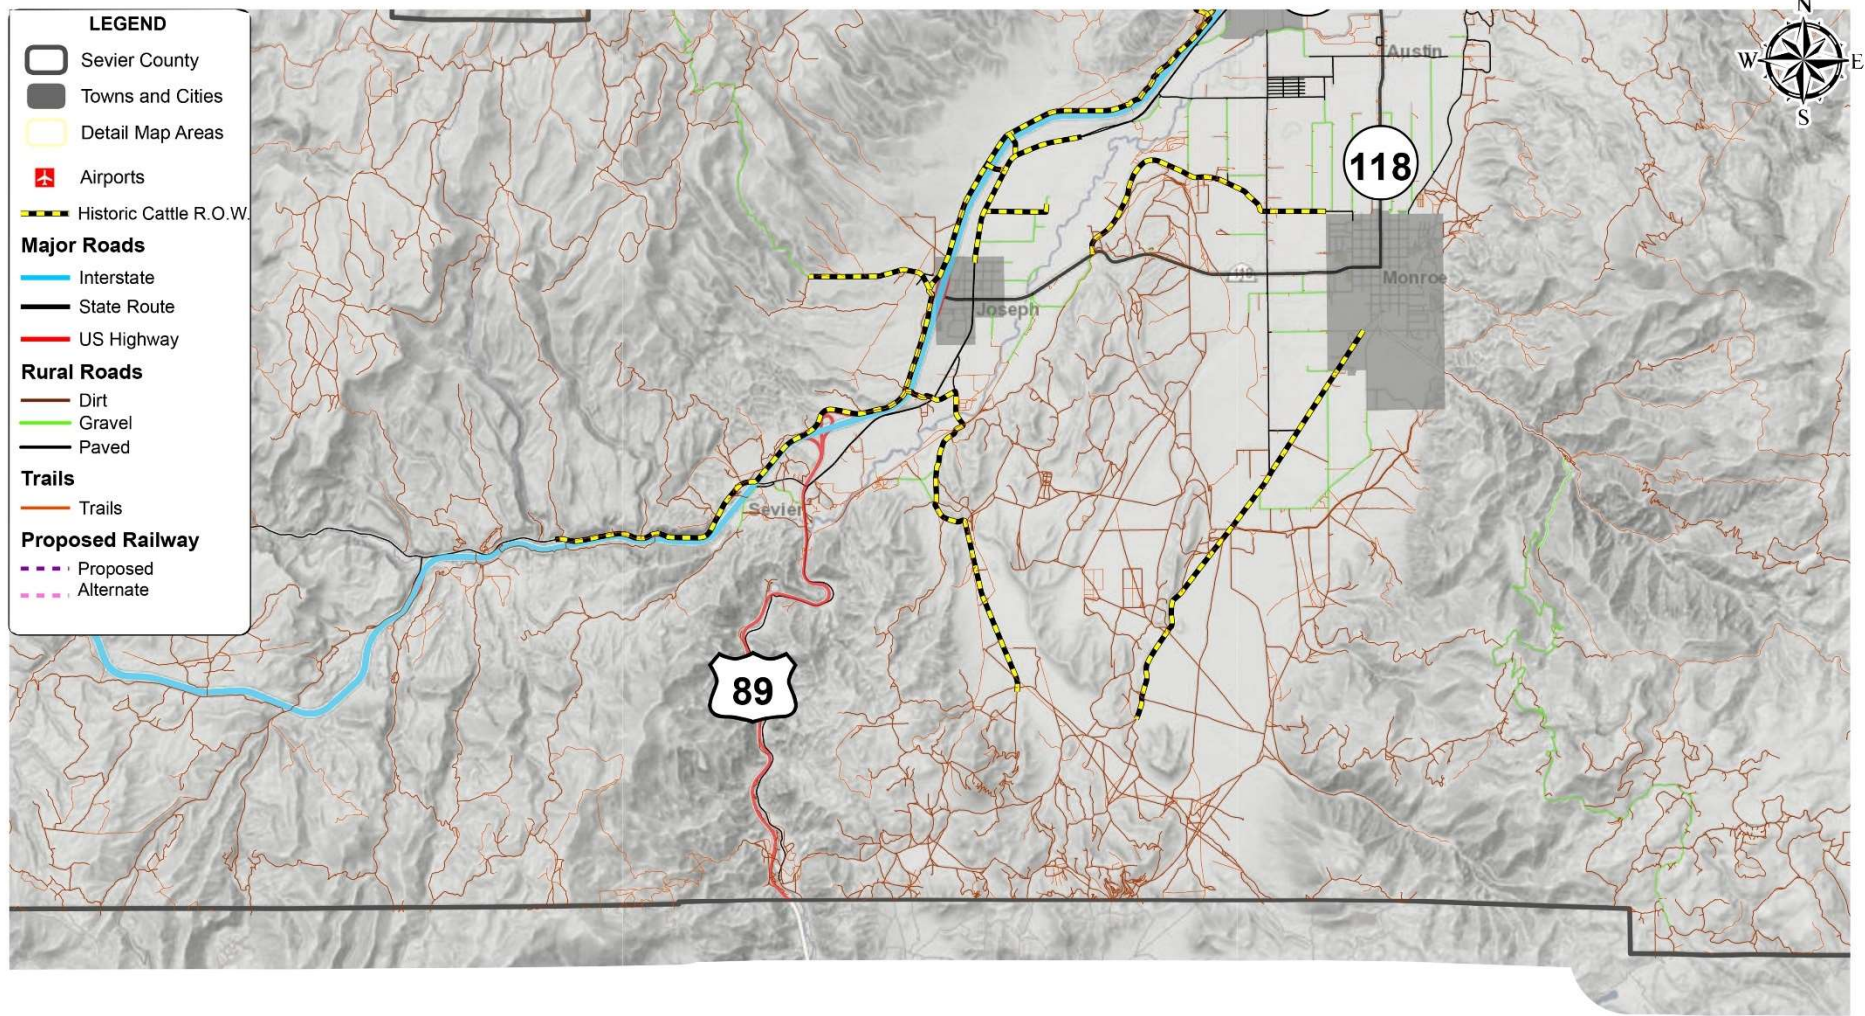 LEGEND
Sevier County
Towns and Cities
Detail Map Areas
Airports
Historic Cattle R.O.W.
Major Roads
Interstate
State Route
US Highway
Rural Roads
Dirt
Gravel
Paved
Trails
Trails
Proposed Railway
Proposed
Alternate
N
W
E
S
Austin
118
118
Monroe
Joseph
Sevier
89